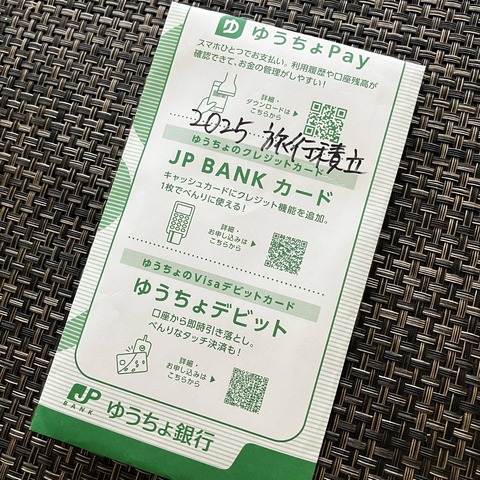 ゆ ゆうちょPay
スマホひとつでお支払い。利用履歴や口座残高が
確認できて、お金の管理がしやすい!
詳細・
ダウンロードは
こちらから
2025 旅行積立
ゆうちょのクレジットカード
JP BANK カード
キャッシュカードにクレジット機能を追加。
1枚でべんりに使える!
詳細・
お申し込みは
こちらから
ゆうちょのVisaデビットカード
ゆうちょデビット
口座から即時引き落とし。
べんりなタッチ決済も!
詳細・
お申し込みは
こちらから
JP
BANK
ゆうちょ銀行